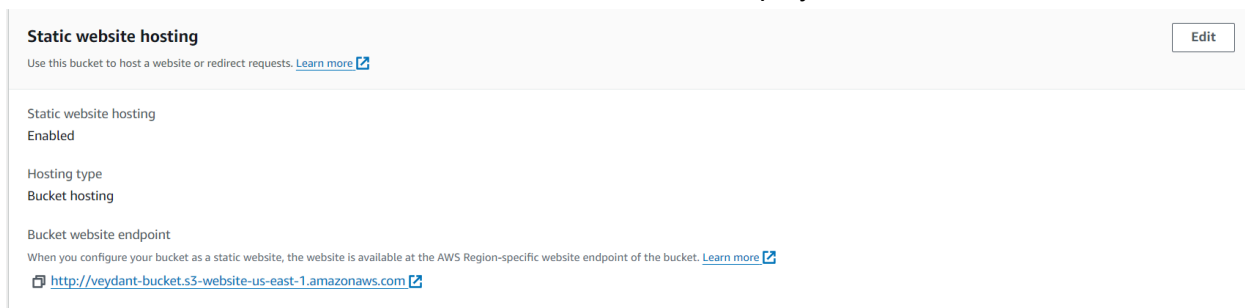 Static website hosting
Edit
Use this bucket to host a website or redirect requests. Learn more
Static website hosting
Enabled
Hosting type
Bucket hosting
Bucket website endpoint
When you configure your bucket as a static website, the website is available at the AWS Region-specific website endpoint of the bucket. Learn more
http://veydant-bucket.s3-website-us-east-1.amazonaws.com